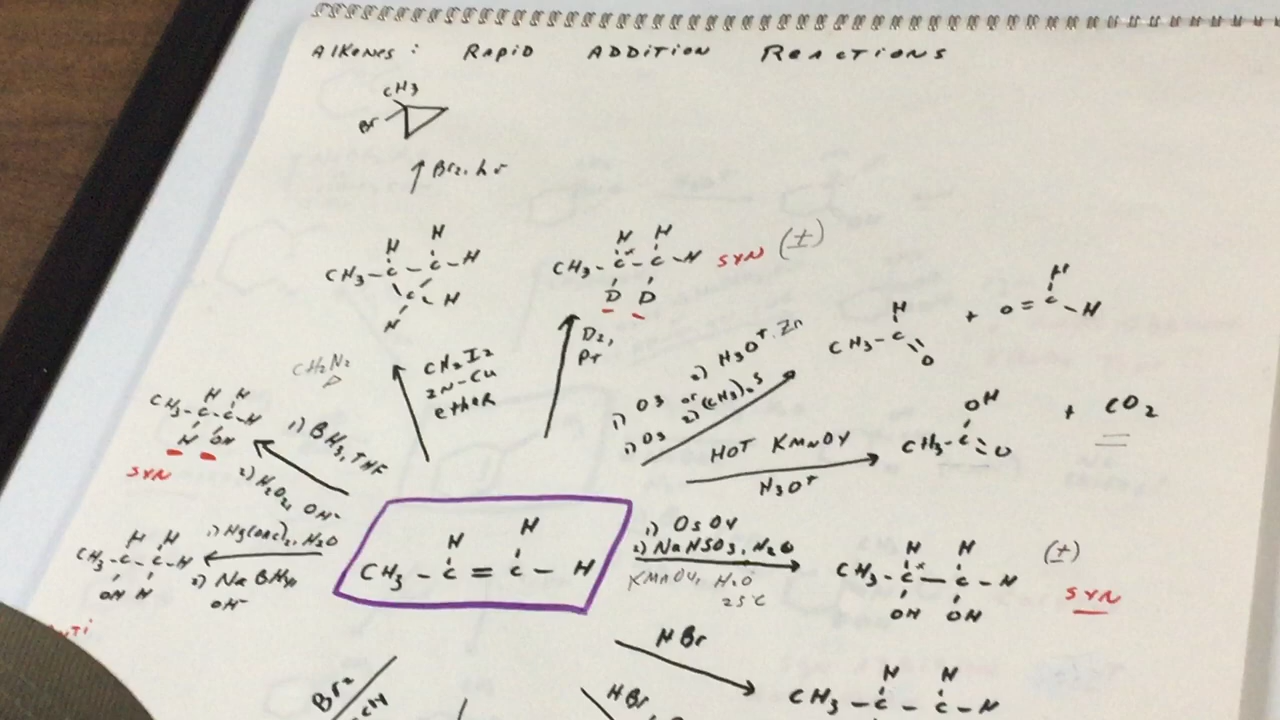 Alkenes: Rapid Addition Reactions
CH3
Br
Br2, hν
H H
CH3-C-C-H
C-H
H
H H
CH3-C*-C-H SYN (±)
D D
CH2N2
Δ
CH2I2
Zn-Cu
ether
D2,
Pt
1) O3 2) H3O+, Zn
or
1) O3 2) (CH3)2S
H H
CH3-C=O + O=C-H
HOT KMnO4
H3O+
OH
CH3-C=O + CO2
H H
CH3-C-C-H
H OH
SYN
1) BH3, THF
2) H2O2, OH-
1) Hg(OAc)2, H2O
2) NaBH4,
OH-
H H
CH3-C-C-H
OH H
H H
CH3-C=C-H
1) OsO4
2) NaHSO3, H2O
KMnO4, H2O
25°C
H H
CH3-C*-C-H (±)
OH OH SYN
HBr
H H
CH3-C-C-H
HBr
Br2